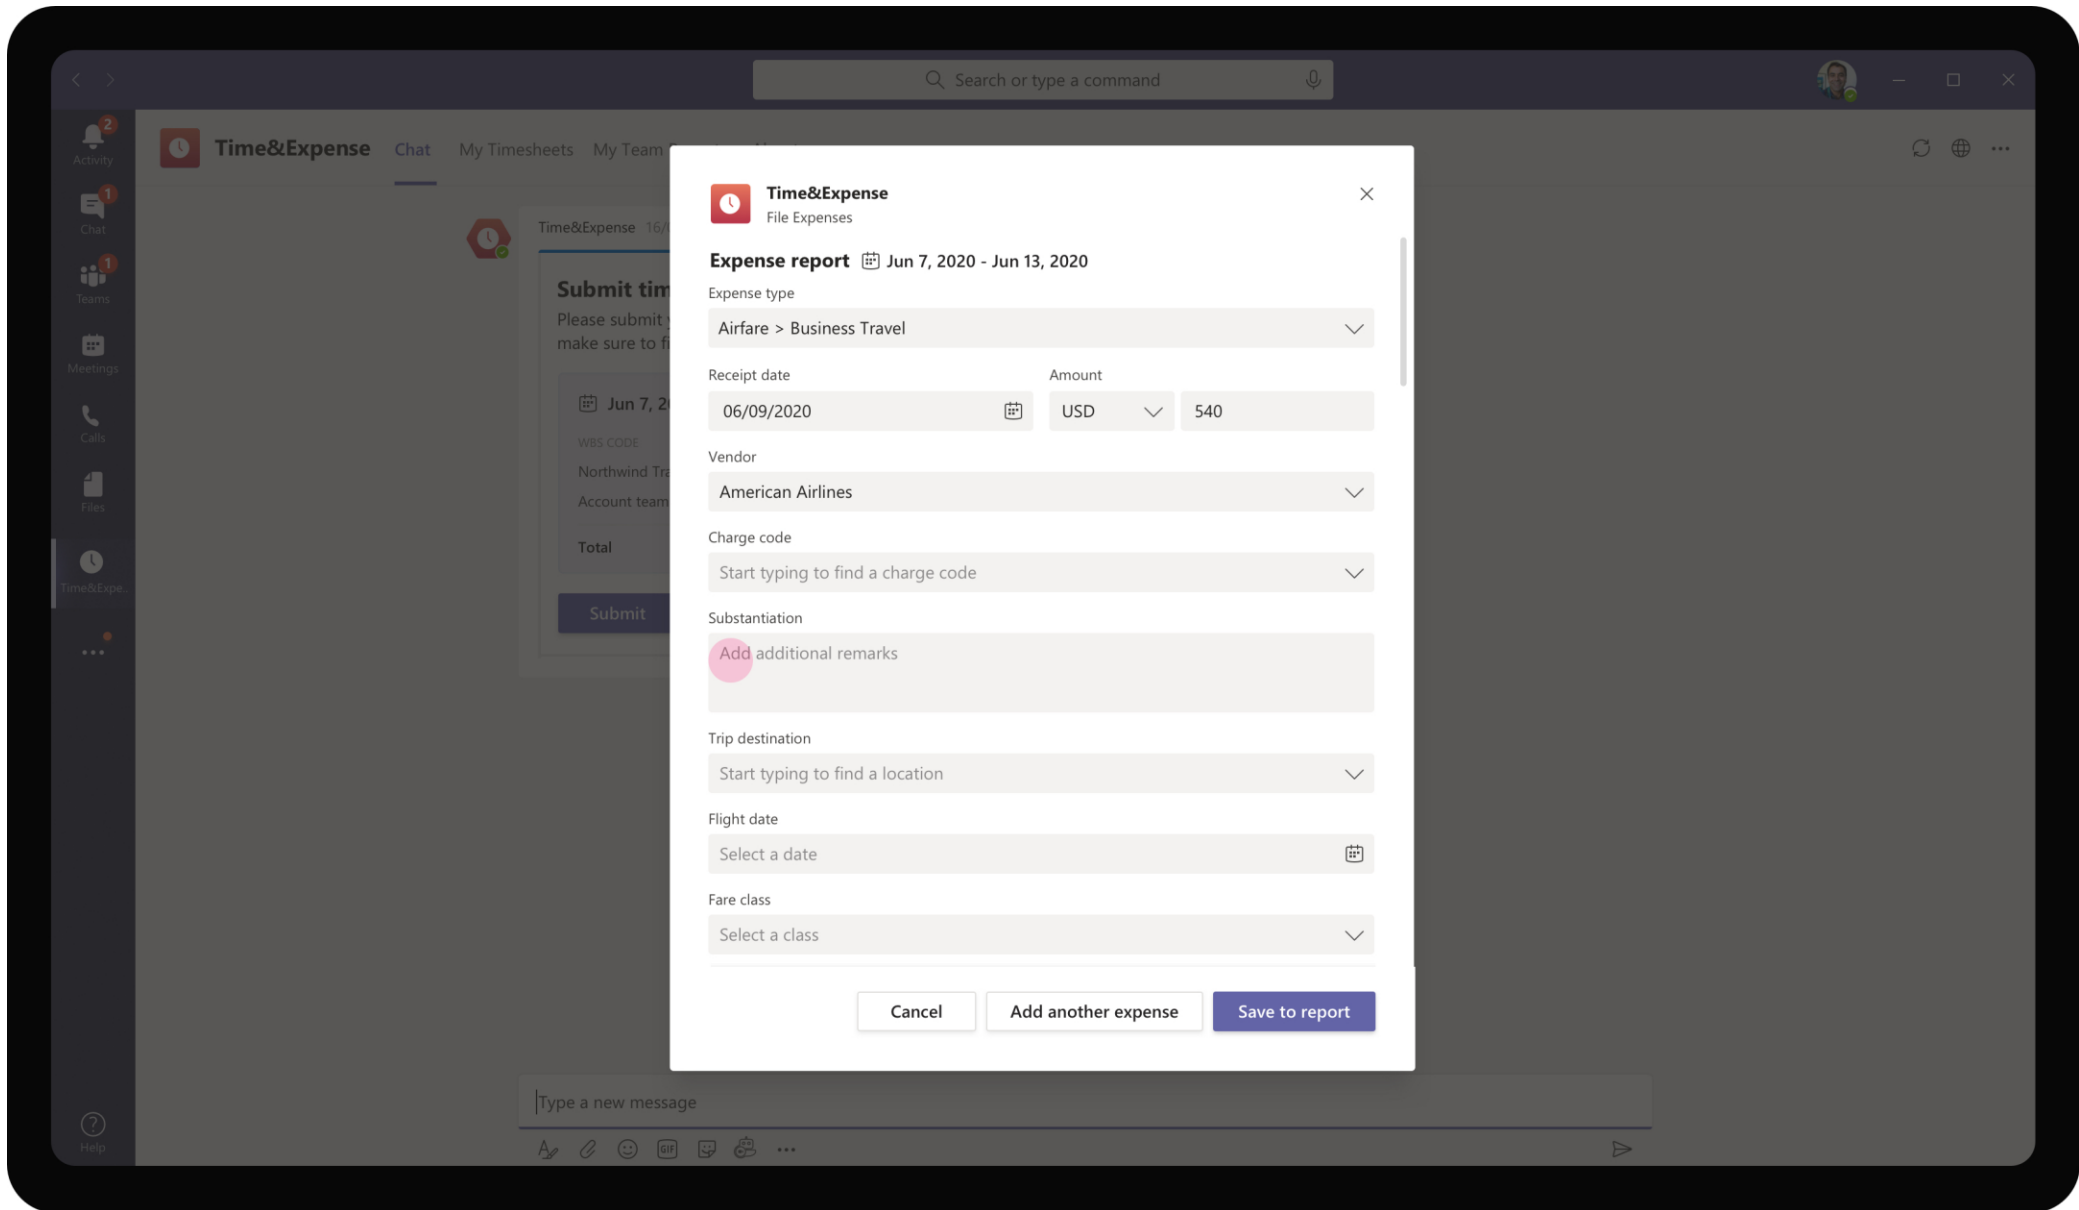 Search or type a command
2
Activity
1
Chat
1
Teams
Meetings
Calls
Files
Time&Expe...
Help
Time&Expense Chat My Timesheets My Team
Time&Expense 16/
Submit tim
Please submit
make sure to fi
Jun 7, 2
WBS CODE
Northwind Tra
Account team
Total
Submit
Time&Expense
File Expenses
Expense report Jun 7, 2020 - Jun 13, 2020
Expense type
Airfare > Business Travel
Receipt date Amount
06/09/2020 USD 540
Vendor
American Airlines
Charge code
Start typing to find a charge code
Substantiation
Add additional remarks
Trip destination
Start typing to find a location
Flight date
Select a date
Fare class
Select a class
Cancel Add another expense Save to report
Type a new message
GIF